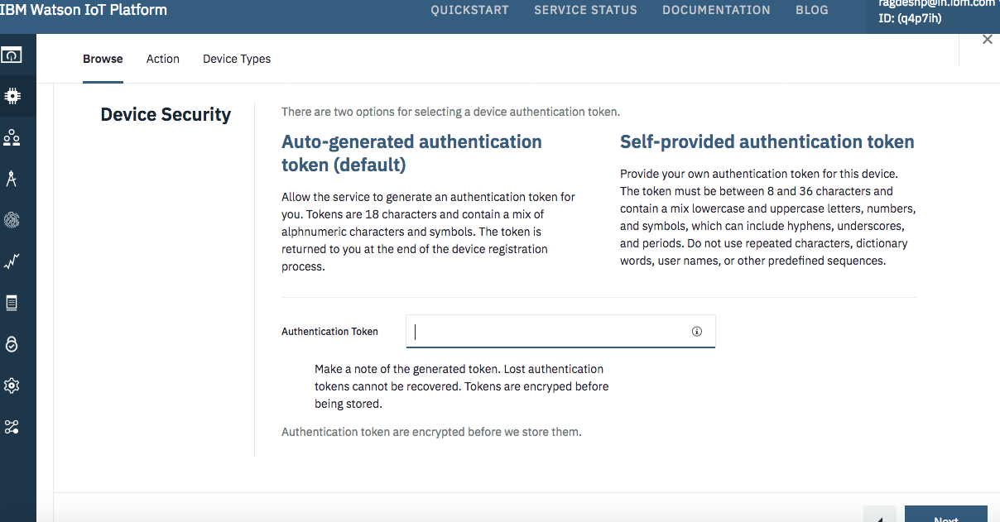 IBM Watson IoT Platform
QUICKSTART SERVICE STATUS DOCUMENTATION BLOG
ragdeshp@in.ibm.com
ID: (q4p7ih)
Browse Action Device Types
Device Security
There are two options for selecting a device authentication token.
Auto-generated authentication
token (default)
Allow the service to generate an authentication token for
you. Tokens are 18 characters and contain a mix of
alphnumeric characters and symbols. The token is
returned to you at the end of the device registration
process.
Self-provided authentication token
Provide your own authentication token for this device.
The token must be between 8 and 36 characters and
contain a mix lowercase and uppercase letters, numbers,
and symbols, which can include hyphens, underscores,
and periods. Do not use repeated characters, dictionary
words, user names, or other predefined sequences.
Authentication Token
Make a note of the generated token. Lost authentication
tokens cannot be recovered. Tokens are encryped before
being stored.
Authentication token are encrypted before we store them.
Next